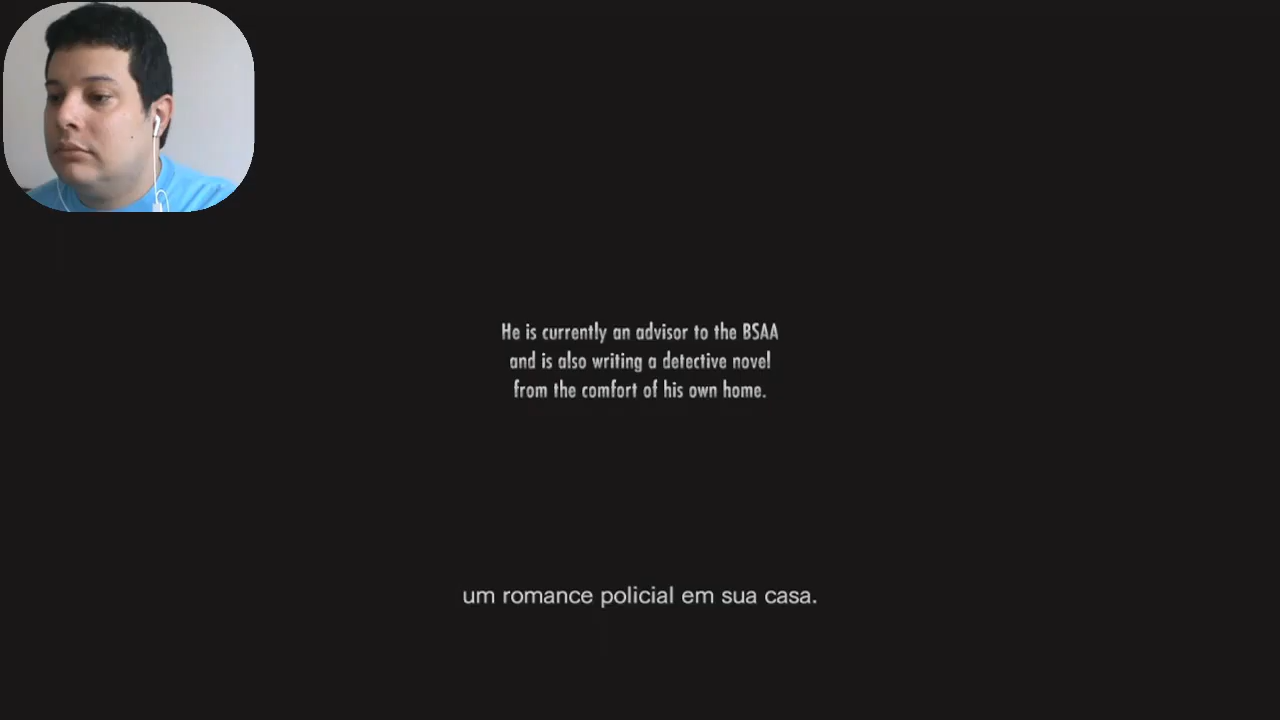 He is currently an advisor to the BSAA
and is also writing a detective novel
from the comfort of his own home.
um romance policial em sua casa.